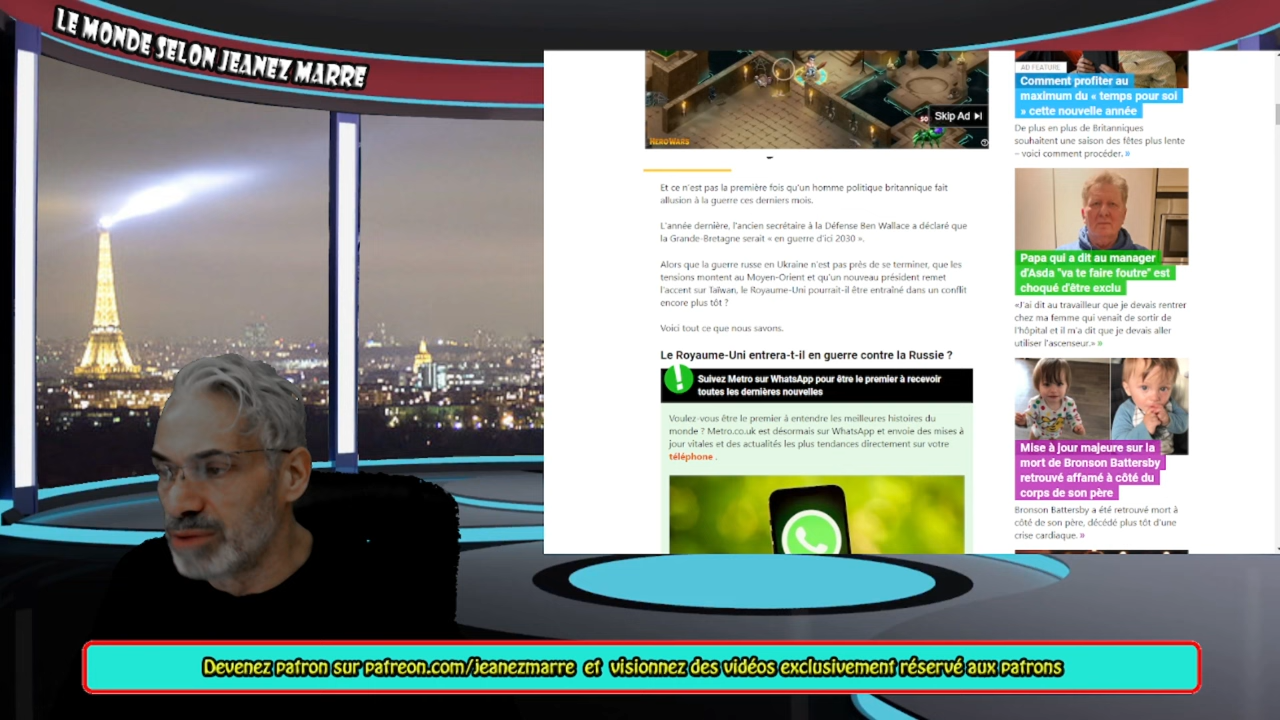 LE MONDE SELON JEANEZ MARRE
Skip Ad
HERO WARS
Et ce n'est pas la première fois qu'un homme politique britannique fait
allusion à la guerre ces derniers mois.
L'année dernière, l'ancien secrétaire à la Défense Ben Wallace a déclaré que
la Grande-Bretagne serait « en guerre d'ici 2030 ».
Alors que la guerre russe en Ukraine n'est pas près de se terminer, que les
tensions montent au Moyen-Orient et qu'un nouveau président remet
l'accent sur Taïwan, le Royaume-Uni pourrait-il être entraîné dans un conflit
encore plus tôt ?
Voici tout ce que nous savons.
Le Royaume-Uni entrera-t-il en guerre contre la Russie ?
Suivez Metro sur WhatsApp pour être le premier à recevoir
toutes les dernières nouvelles
Voulez-vous être le premier à entendre les meilleures histoires du
monde ? Metro.co.uk est désormais sur WhatsApp et envoie des mises à
jour vitales et des actualités les plus tendances directement sur votre
téléphone .
AD FEATURE
Comment profiter au
maximum du « temps pour soi
» cette nouvelle année
De plus en plus de Britanniques
souhaitent une saison des fêtes plus lente
– voici comment procéder. »
Papa qui a dit au manager
d'Asda "va te faire foutre" est
choqué d'être exclu
«J'ai dit au travailleur que je devais rentrer
chez ma femme qui venait de sortir de
l'hôpital et il m'a dit que je devais aller
utiliser l'ascenseur.» »
Mise à jour majeure sur la
mort de Bronson Battersby
retrouvé affamé à côté du
corps de son père
Bronson Battersby a été retrouvé mort à
côté de son père, décédé plus tôt d'une
crise cardiaque. »
Devenez patron sur patreon.com/jeanezmarre et visionnez des vidéos exclusivement réservé aux patrons